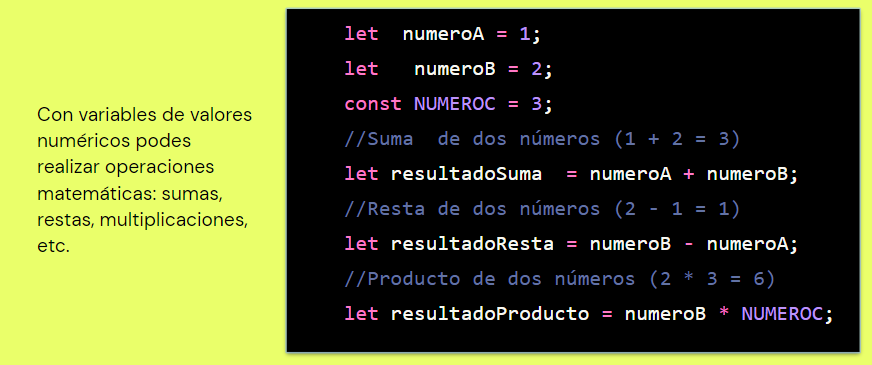 Con variables de valores
numéricos podes
realizar operaciones
matemáticas: sumas,
restas, multiplicaciones,
etc.
let  numeroA = 1;
let   numeroB = 2;
const NUMEROC = 3;
//Suma  de dos números (1 + 2 = 3)
let resultadoSuma  = numeroA + numeroB;
//Resta de dos números (2 - 1 = 1)
let resultadoResta = numeroB - numeroA;
//Producto de dos números (2 * 3 = 6)
let resultadoProducto = numeroB * NUMEROC;